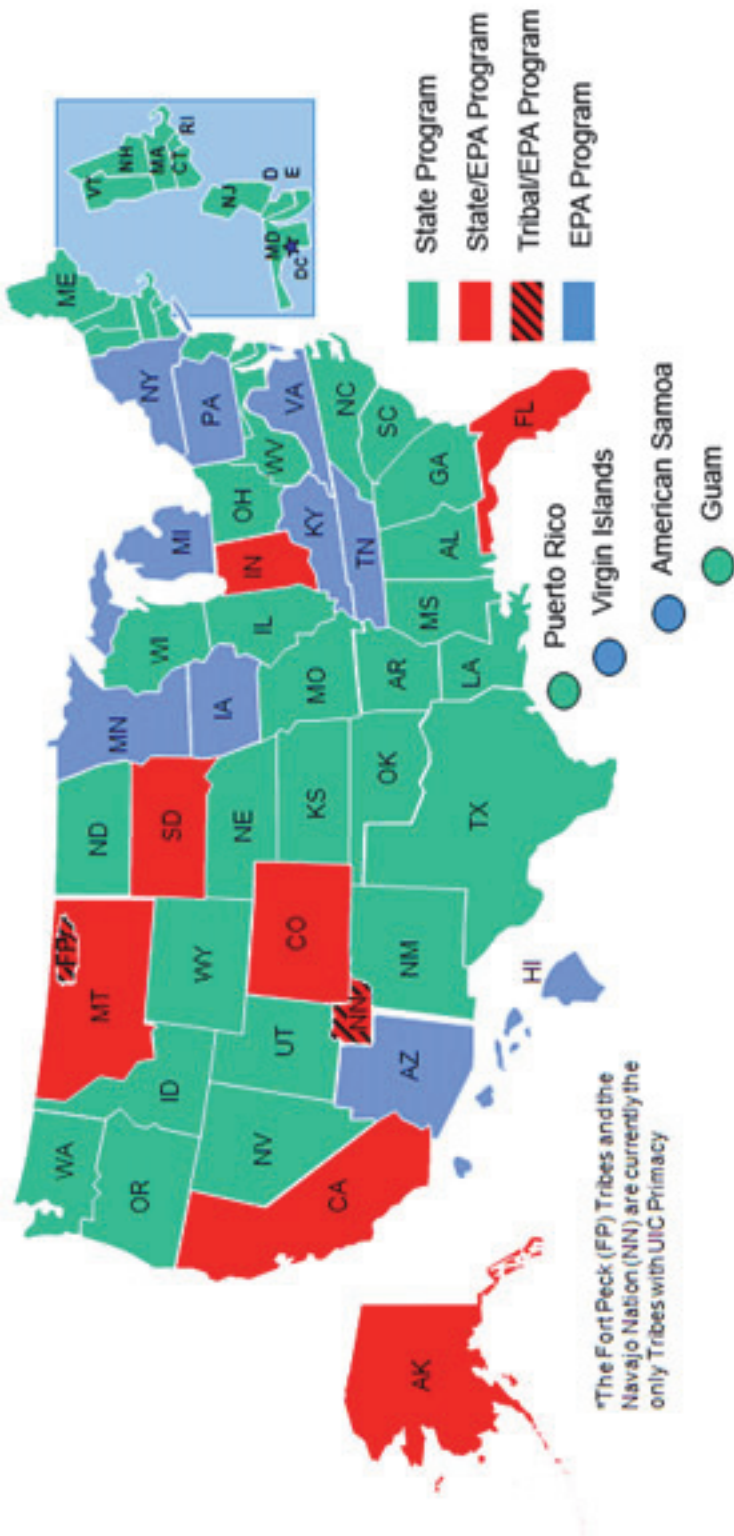 WA
OR
CA
NV
ID
MT
FP
WY
UT
CO
AZ
NN
NM
ND
SD
NE
KS
OK
TX
MN
IA
MO
AR
LA
WI
IL
MS
MI
IN
OH
KY
TN
AL
GA
FL
SC
NC
VA
WV
PA
NY
ME
VT
NH
MA
CT
RI
NJ
D
E
MD
DC
AK
HI
State Program
State/EPA Program
Tribal/EPA Program
EPA Program
Puerto Rico
Virgin Islands
American Samoa
Guam
*The Fort Peck (FP) Tribes and the
Navajo Nation (NN) are currently the
only Tribes with UIC Primacy